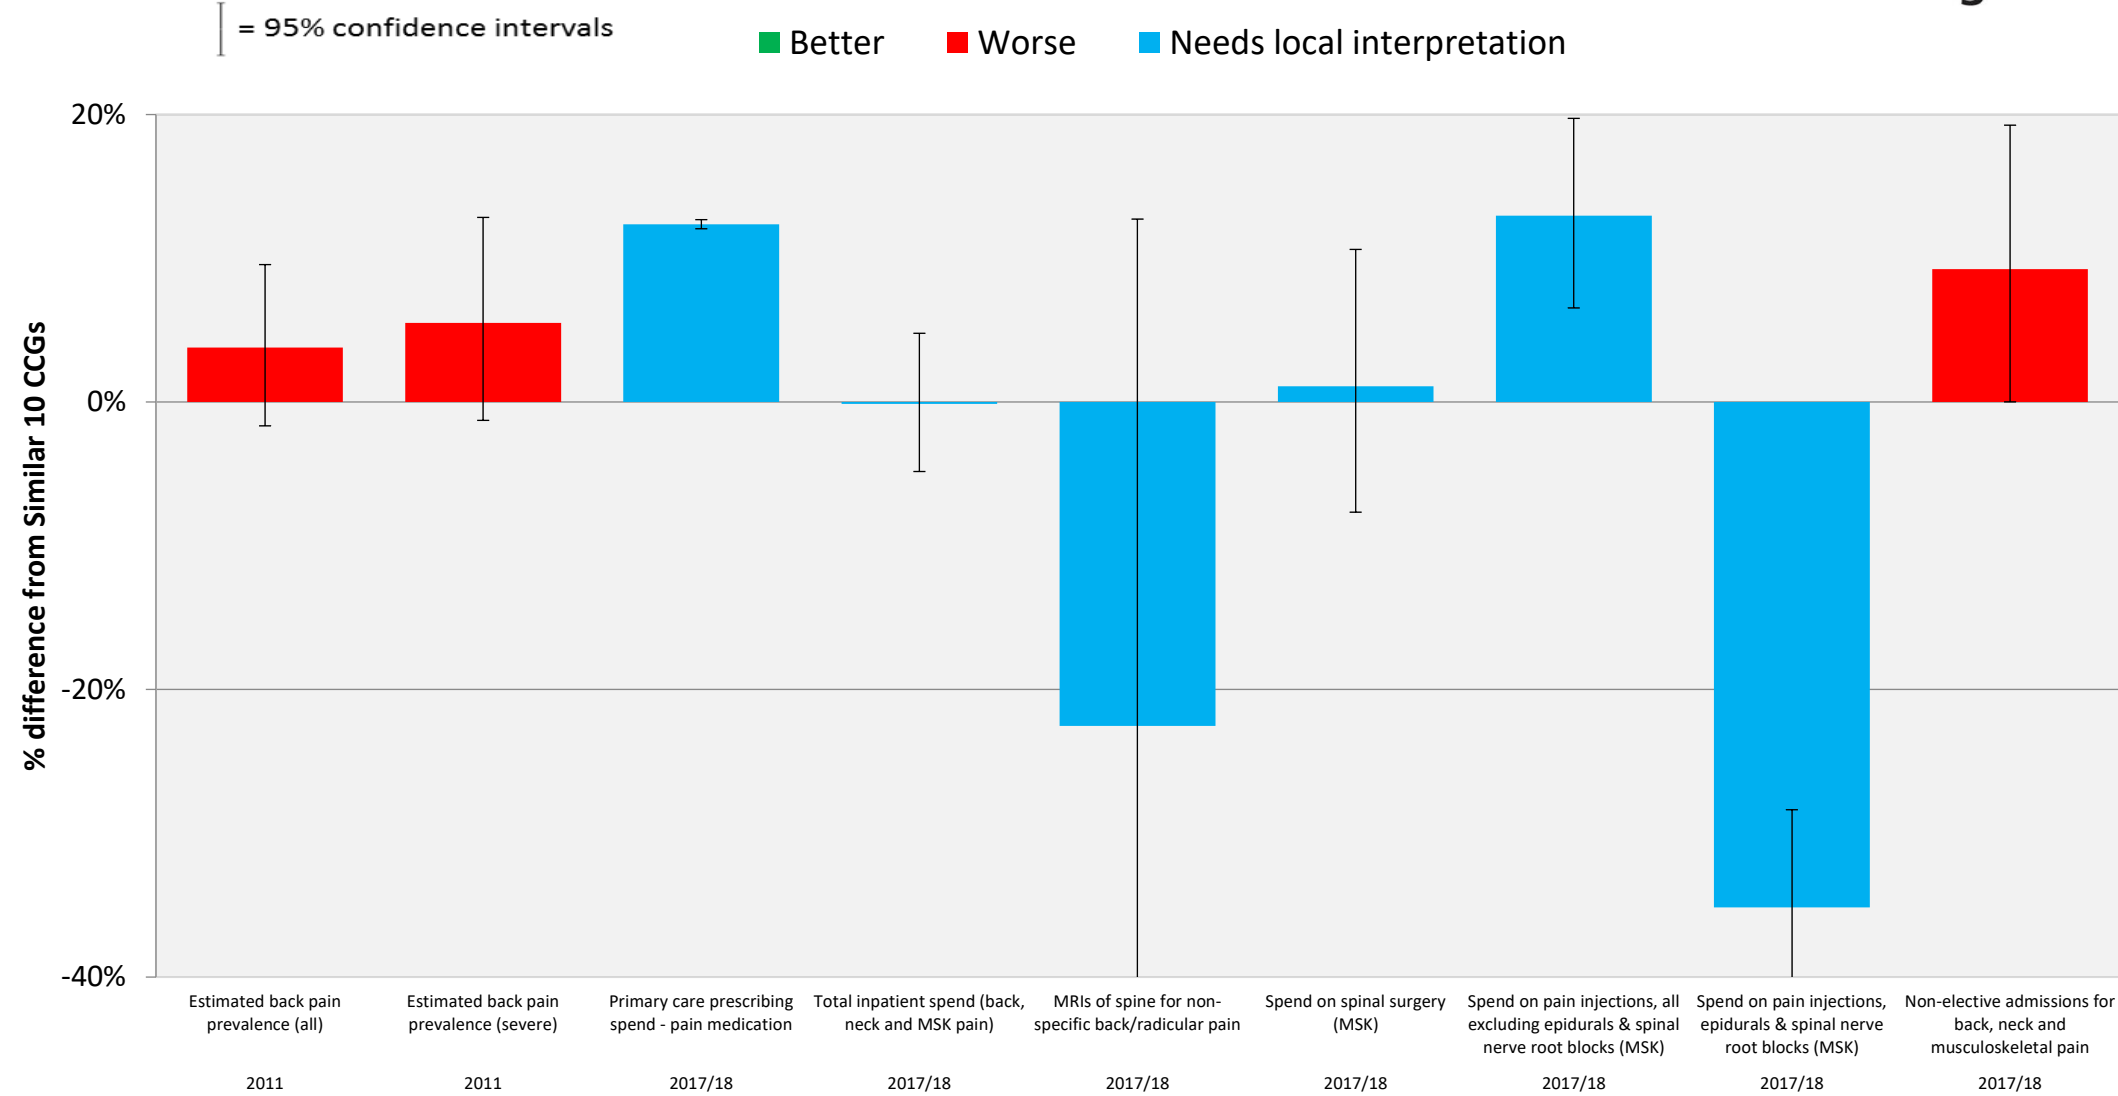 = 95% confidence intervals
Better
Worse
Needs local interpretation
% difference from Similar 10 CCGs
20%
0%
-20%
-40%
Estimated back pain
prevalence (all)
2011
Estimated back pain
prevalence (severe)
2011
Primary care prescribing
spend - pain medication
2017/18
Total inpatient spend (back,
neck and MSK pain)
2017/18
MRIs of spine for non-
specific back/radicular pain
2017/18
Spend on spinal surgery
(MSK)
2017/18
Spend on pain injections, all
excluding epidurals & spinal
nerve root blocks (MSK)
2017/18
Spend on pain injections,
epidurals & spinal nerve
root blocks (MSK)
2017/18
Non-elective admissions for
back, neck and
musculoskeletal pain
2017/18